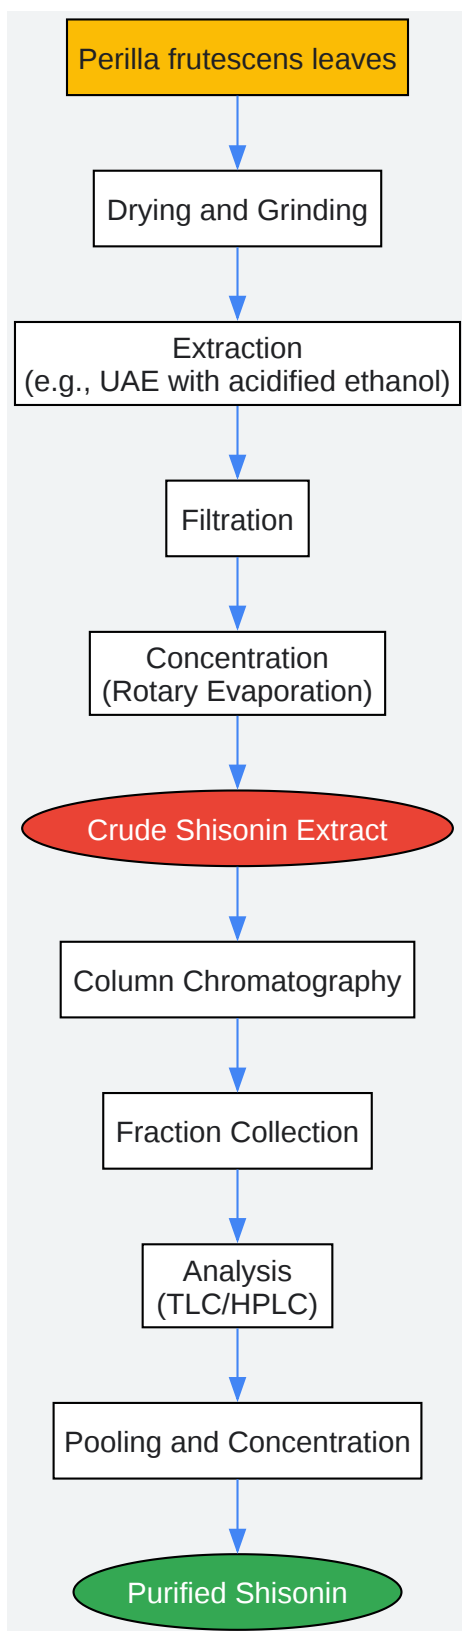 Perilla frutescens leaves
Drying and Grinding
Extraction
(e.g., UAE with acidified ethanol)
Filtration
Concentration
(Rotary Evaporation)
Crude Shisonin Extract
Column Chromatography
Fraction Collection
Analysis
(TLC/HPLC)
Pooling and Concentration
Purified Shisonin